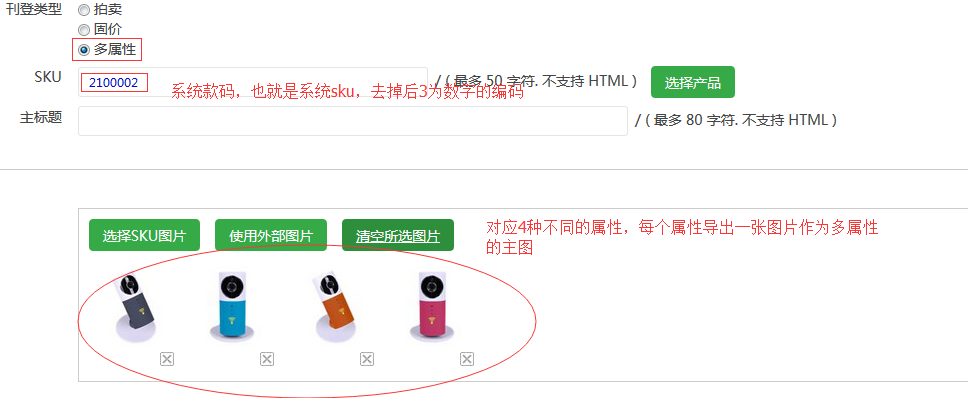 刊登类型 拍卖
固价
多属性
SKU 2100002 / ( 最多 50 字符. 不支持 HTML ) 选择产品
系统款码，也就是系统sku，去掉后3为数字的编码
主标题 / ( 最多 80 字符. 不支持 HTML )
选择SKU图片 使用外部图片 清空所选图片
对应4种不同的属性，每个属性导出一张图片作为多属性
的主图